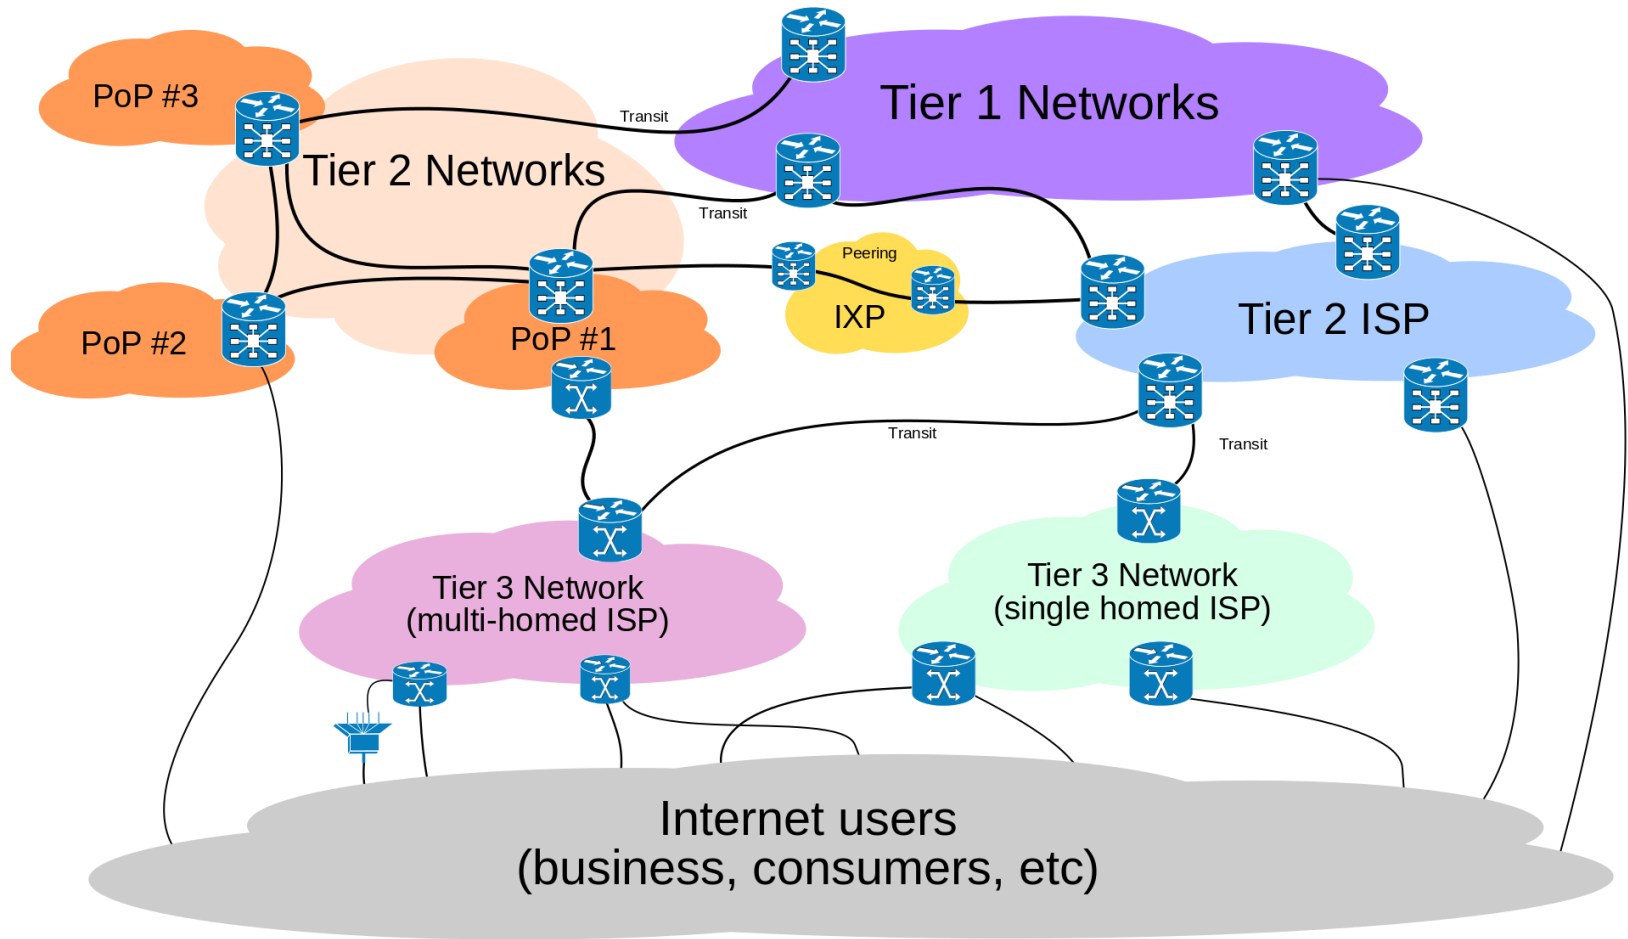 PoP #3
Tier 1 Networks
Transit
Tier 2 Networks
Transit
Peering
IXP
Tier 2 ISP
PoP #2
PoP #1
Transit
Transit
Tier 3 Network
(multi-homed ISP)
Tier 3 Network
(single homed ISP)
Internet users
(business, consumers, etc)